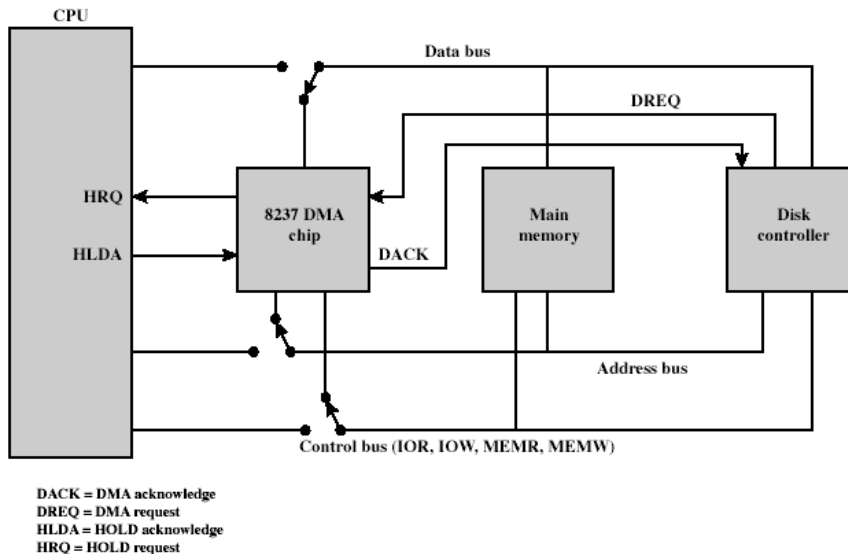 CPU
Data bus
DREQ
HRQ
8237 DMA
chip
Main
memory
Disk
controller
HLDA
DACK
Address bus
Control bus (IOR, IOW, MEMR, MEMW)
DACK = DMA acknowledge
DREQ = DMA request
HLDA = HOLD acknowledge
HRQ = HOLD request